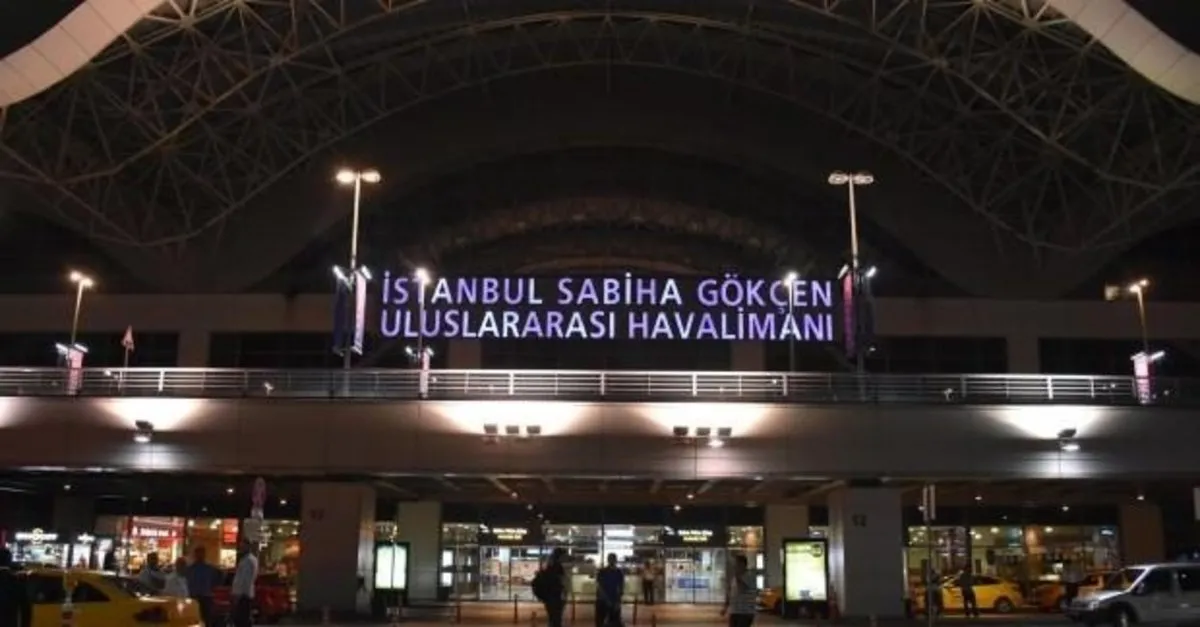 İSTANBUL SABİHA GÖKÇEN
ULUSLARARASI HAVALİMANI